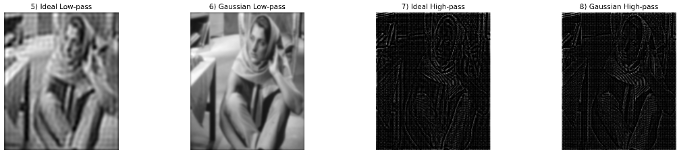 5) Ideal Low-pass
6) Gaussian Low-pass
7) Ideal High-pass
8) Gaussian High-pass